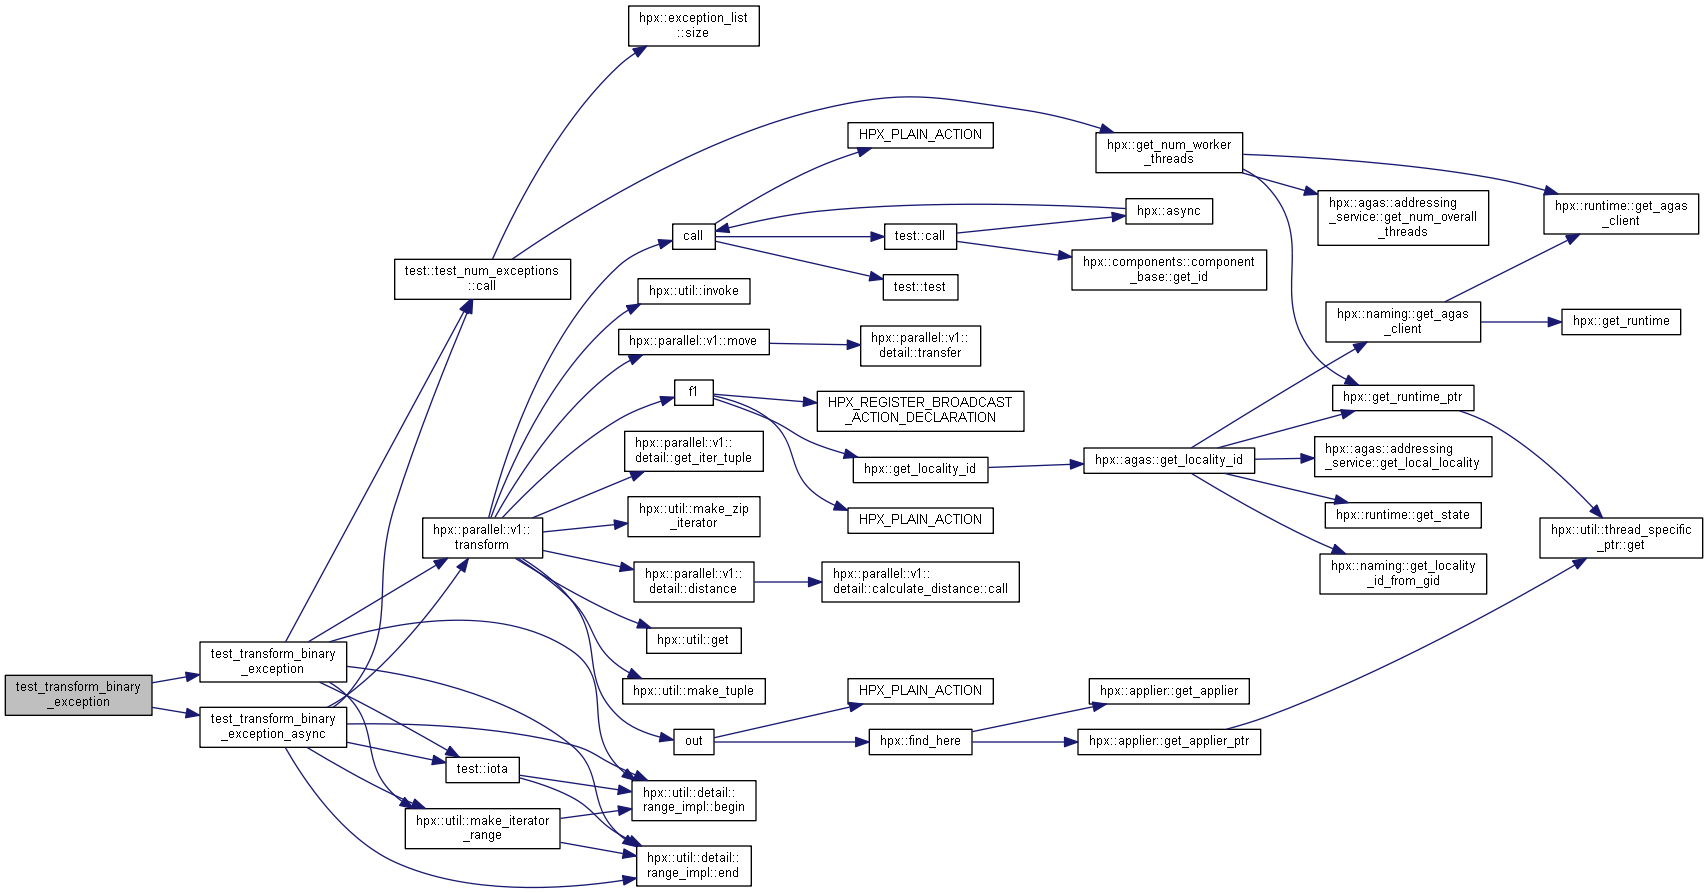 hpx::exception_list
::size
HPX_PLAIN_ACTION
hpx::get_num_worker
_threads
hpx::agas::addressing
_service::get_num_overall
_threads
hpx::runtime::get_agas
_client
hpx::async
call
test::call
hpx::components::component
_base::get_id
test::test
test::test_num_exceptions
::call
hpx::util::invoke
hpx::naming::get_agas
_client
hpx::get_runtime
hpx::parallel::v1::move
hpx::parallel::v1::
detail::transfer
f1
HPX_REGISTER_BROADCAST
_ACTION_DECLARATION
hpx::get_runtime_ptr
hpx::parallel::v1::
detail::get_iter_tuple
hpx::get_locality_id
hpx::agas::get_locality_id
hpx::agas::addressing
_service::get_local_locality
hpx::util::make_zip
_iterator
HPX_PLAIN_ACTION
hpx::runtime::get_state
hpx::parallel::v1::
transform
hpx::util::thread_specific
_ptr::get
hpx::parallel::v1::
detail::distance
hpx::parallel::v1::
detail::calculate_distance::call
hpx::naming::get_locality
_id_from_gid
hpx::util::get
test_transform_binary
_exception
test_transform_binary
_exception
hpx::util::make_tuple
HPX_PLAIN_ACTION
hpx::applier::get_applier
test_transform_binary
_exception_async
out
hpx::find_here
hpx::applier::get_applier_ptr
test::iota
hpx::util::detail::
range_impl::begin
hpx::util::make_iterator
_range
hpx::util::detail::
range_impl::end